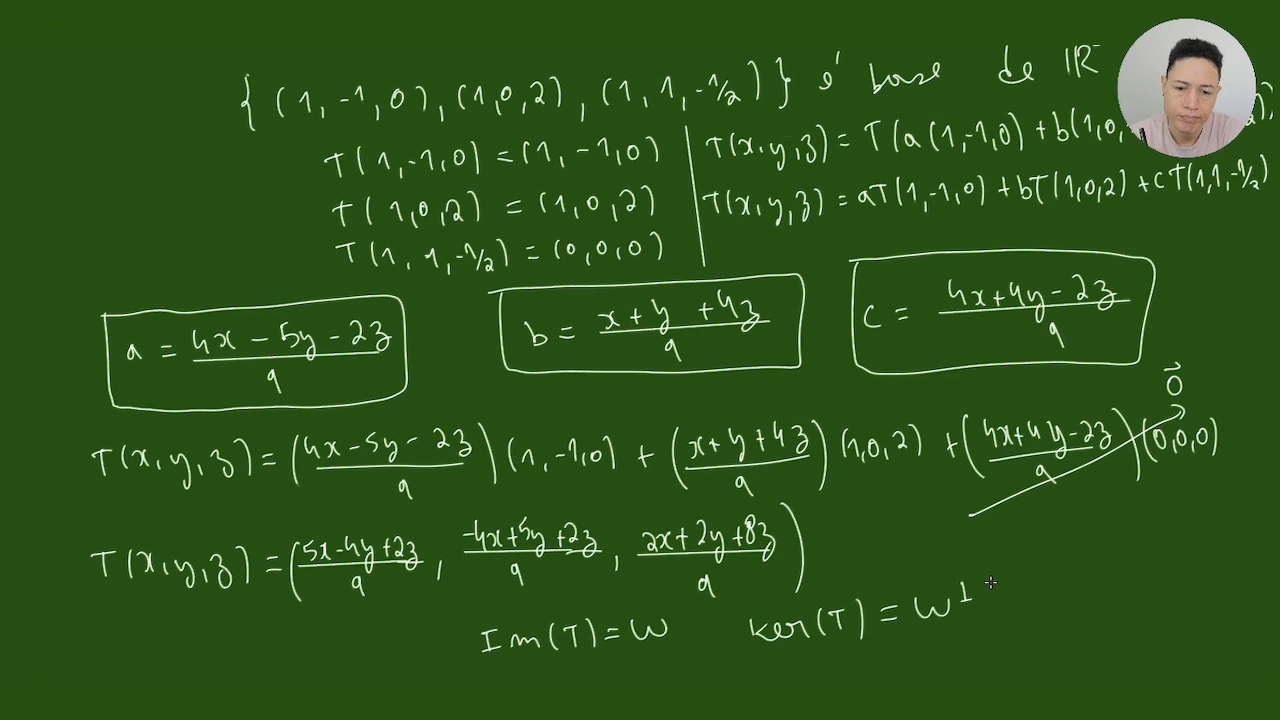 {(1, -1, 0), (1, 0, 2), (1, 1, -1/2)} é base de IR
T(1, -1, 0) = (1, -1, 0)
T(1, 0, 2) = (1, 0, 2)
T(1, 1, -1/2) = (0, 0, 0)
T(x, y, z) = T(a(1, -1, 0) + b(1, 0,
T(x, y, z) = aT(1, -1, 0) + bT(1, 0, 2) + cT(1, 1, -1/2)
a = (4x - 5y - 2z)/9
b = (x + y + 4z)/9
c = (4x + 4y - 2z)/9
T(x, y, z) = ((4x - 5y - 2z)/9)(1, -1, 0) + ((x + y + 4z)/9)(1, 0, 2) + ((4x + 4y - 2z)/9)(0, 0, 0) 0⃗
T(x, y, z) = ((5x - 4y + 2z)/9, (-4x + 5y + 2z)/9, (2x + 2y + 8z)/9)
Im(T) = W ker(T) = W⊥